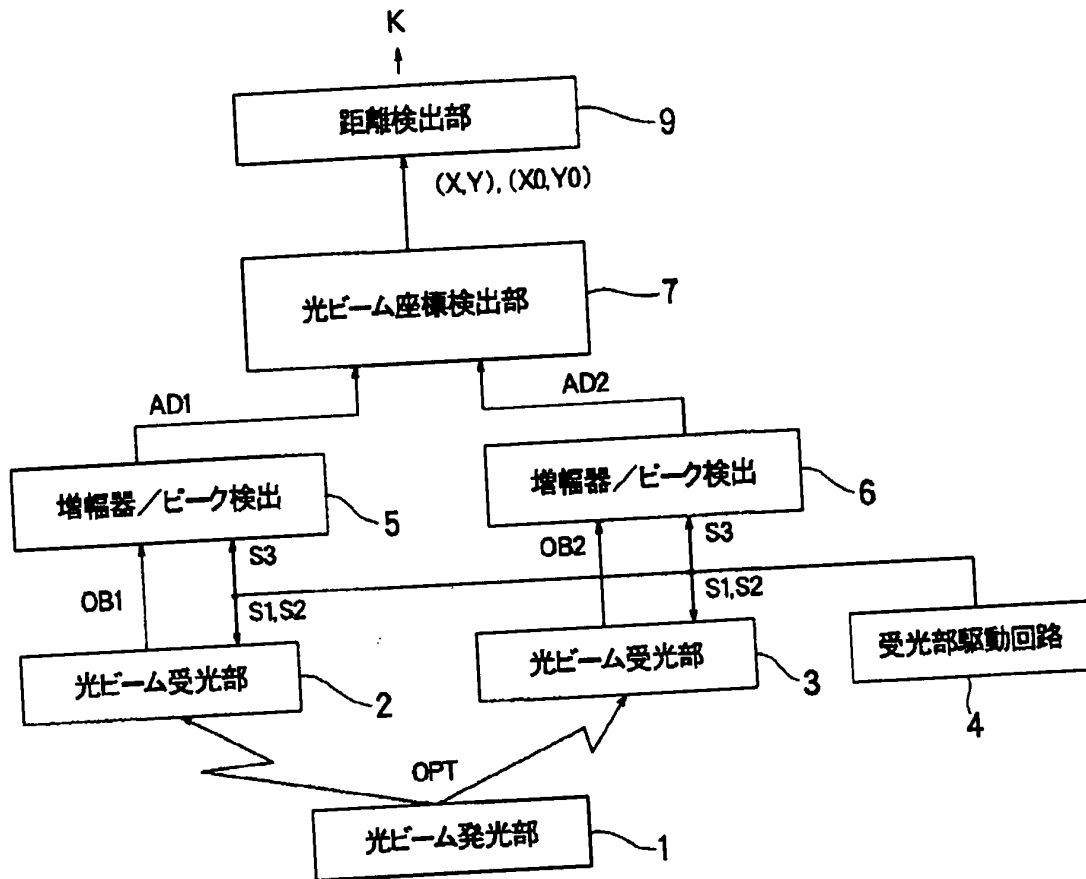 K
距離検出部
9
(X,Y), (X0,Y0)
光ビーム座標検出部
7
AD1
AD2
増幅器／ピーク検出
5
増幅器／ピーク検出
6
OB1
S3
S1,S2
OB2
S3
S1,S2
光ビーム受光部
2
光ビーム受光部
3
受光部駆動回路
4
OPT
光ビーム発光部
1